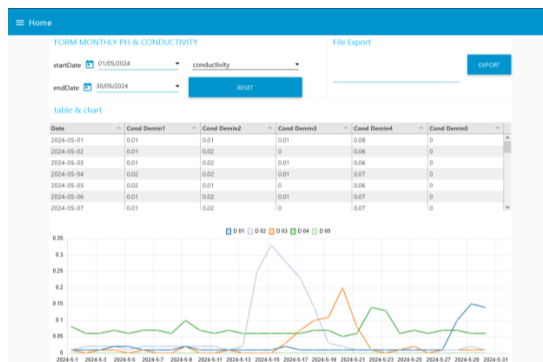 Home
FORM MONTHLY PH & CONDUCTIVITY
File Export
startDate 01/05/2024 conductivity
EXPORT
endDate 30/05/2024 RESET
table & chart
Date Cond Demin1 Cond Demin2 Cond Demin3 Cond Demin4 Cond Demin5
2024-05-01 0.01 0.01 0.01 0.08 0
2024-05-02 0.01 0.02 0 0.06 0
2024-05-03 0.01 0.02 0.01 0.06 0
2024-05-04 0.02 0.02 0.01 0.07 0
2024-05-05 0.02 0.01 0 0.06 0
2024-05-06 0.01 0.02 0.01 0.07 0
2024-05-07 0.01 0.02 0 0.07 0
D 01 D 02 D 03 D 04 D 05
0.35
0.3
0.25
0.2
0.15
0.1
0.05
0
2024-5-1 2024-5-3 2024-5-5 2024-5-7 2024-5-9 2024-5-11 2024-5-13 2024-5-15 2024-5-17 2024-5-19 2024-5-21 2024-5-23 2024-5-25 2024-5-27 2024-5-29 2024-5-31